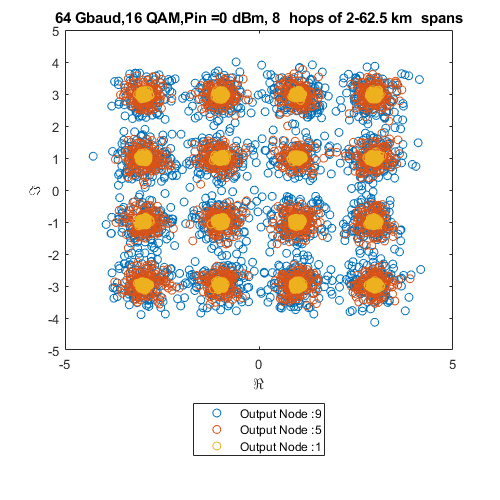 64 Gbaud,16 QAM,Pin =0 dBm, 8  hops of 2-62.5 km  spans
5
4
3
2
1
0
-1
-2
-3
-4
-5
ℑ
-5 0 5
ℜ
Output Node :9
Output Node :5
Output Node :1